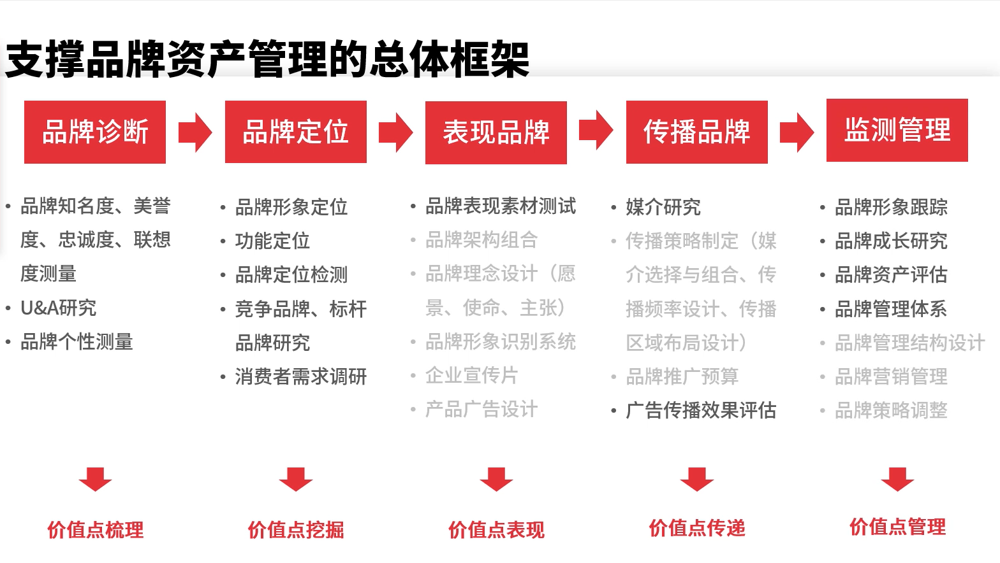 支撑品牌资产管理的总体框架
品牌诊断
品牌定位
表现品牌
传播品牌
监测管理
• 品牌知名度、美誉
度、忠诚度、联想
度测量
• U&A研究
• 品牌个性测量
• 品牌形象定位
• 功能定位
• 品牌定位检测
• 竞争品牌、标杆
品牌研究
• 消费者需求调研
• 品牌表现素材测试
• 品牌架构组合
• 品牌理念设计（愿
景、使命、主张）
• 品牌形象识别系统
• 企业宣传片
• 产品广告设计
• 媒介研究
• 传播策略制定（媒
介选择与组合、传
播频率设计、传播
区域布局设计）
• 品牌推广预算
• 广告传播效果评估
• 品牌形象跟踪
• 品牌成长研究
• 品牌资产评估
• 品牌管理体系
• 品牌管理结构设计
• 品牌营销管理
• 品牌策略调整
价值点梳理
价值点挖掘
价值点表现
价值点传递
价值点管理